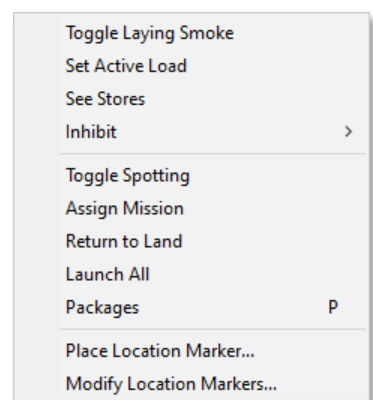 Toggle Laying Smoke
Set Active Load
See Stores
Inhibit >
Toggle Spotting
Assign Mission
Return to Land
Launch All
Packages P
Place Location Marker...
Modify Location Markers...